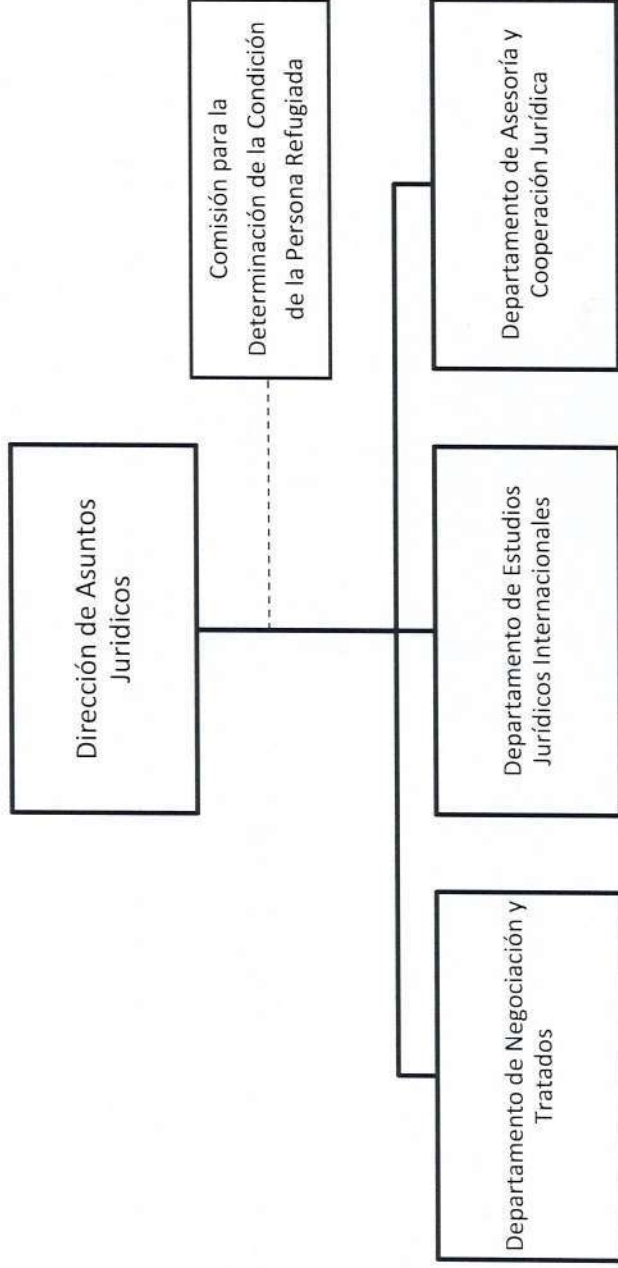 Dirección de Asuntos
Juridicos
Comisión para la
Determinación de la Condición
de la Persona Refugiada
Departamento de Negociación y
Tratados
Departamento de Estudios
Jurídicos Internacionales
Departamento de Asesoría y
Cooperación Jurídica